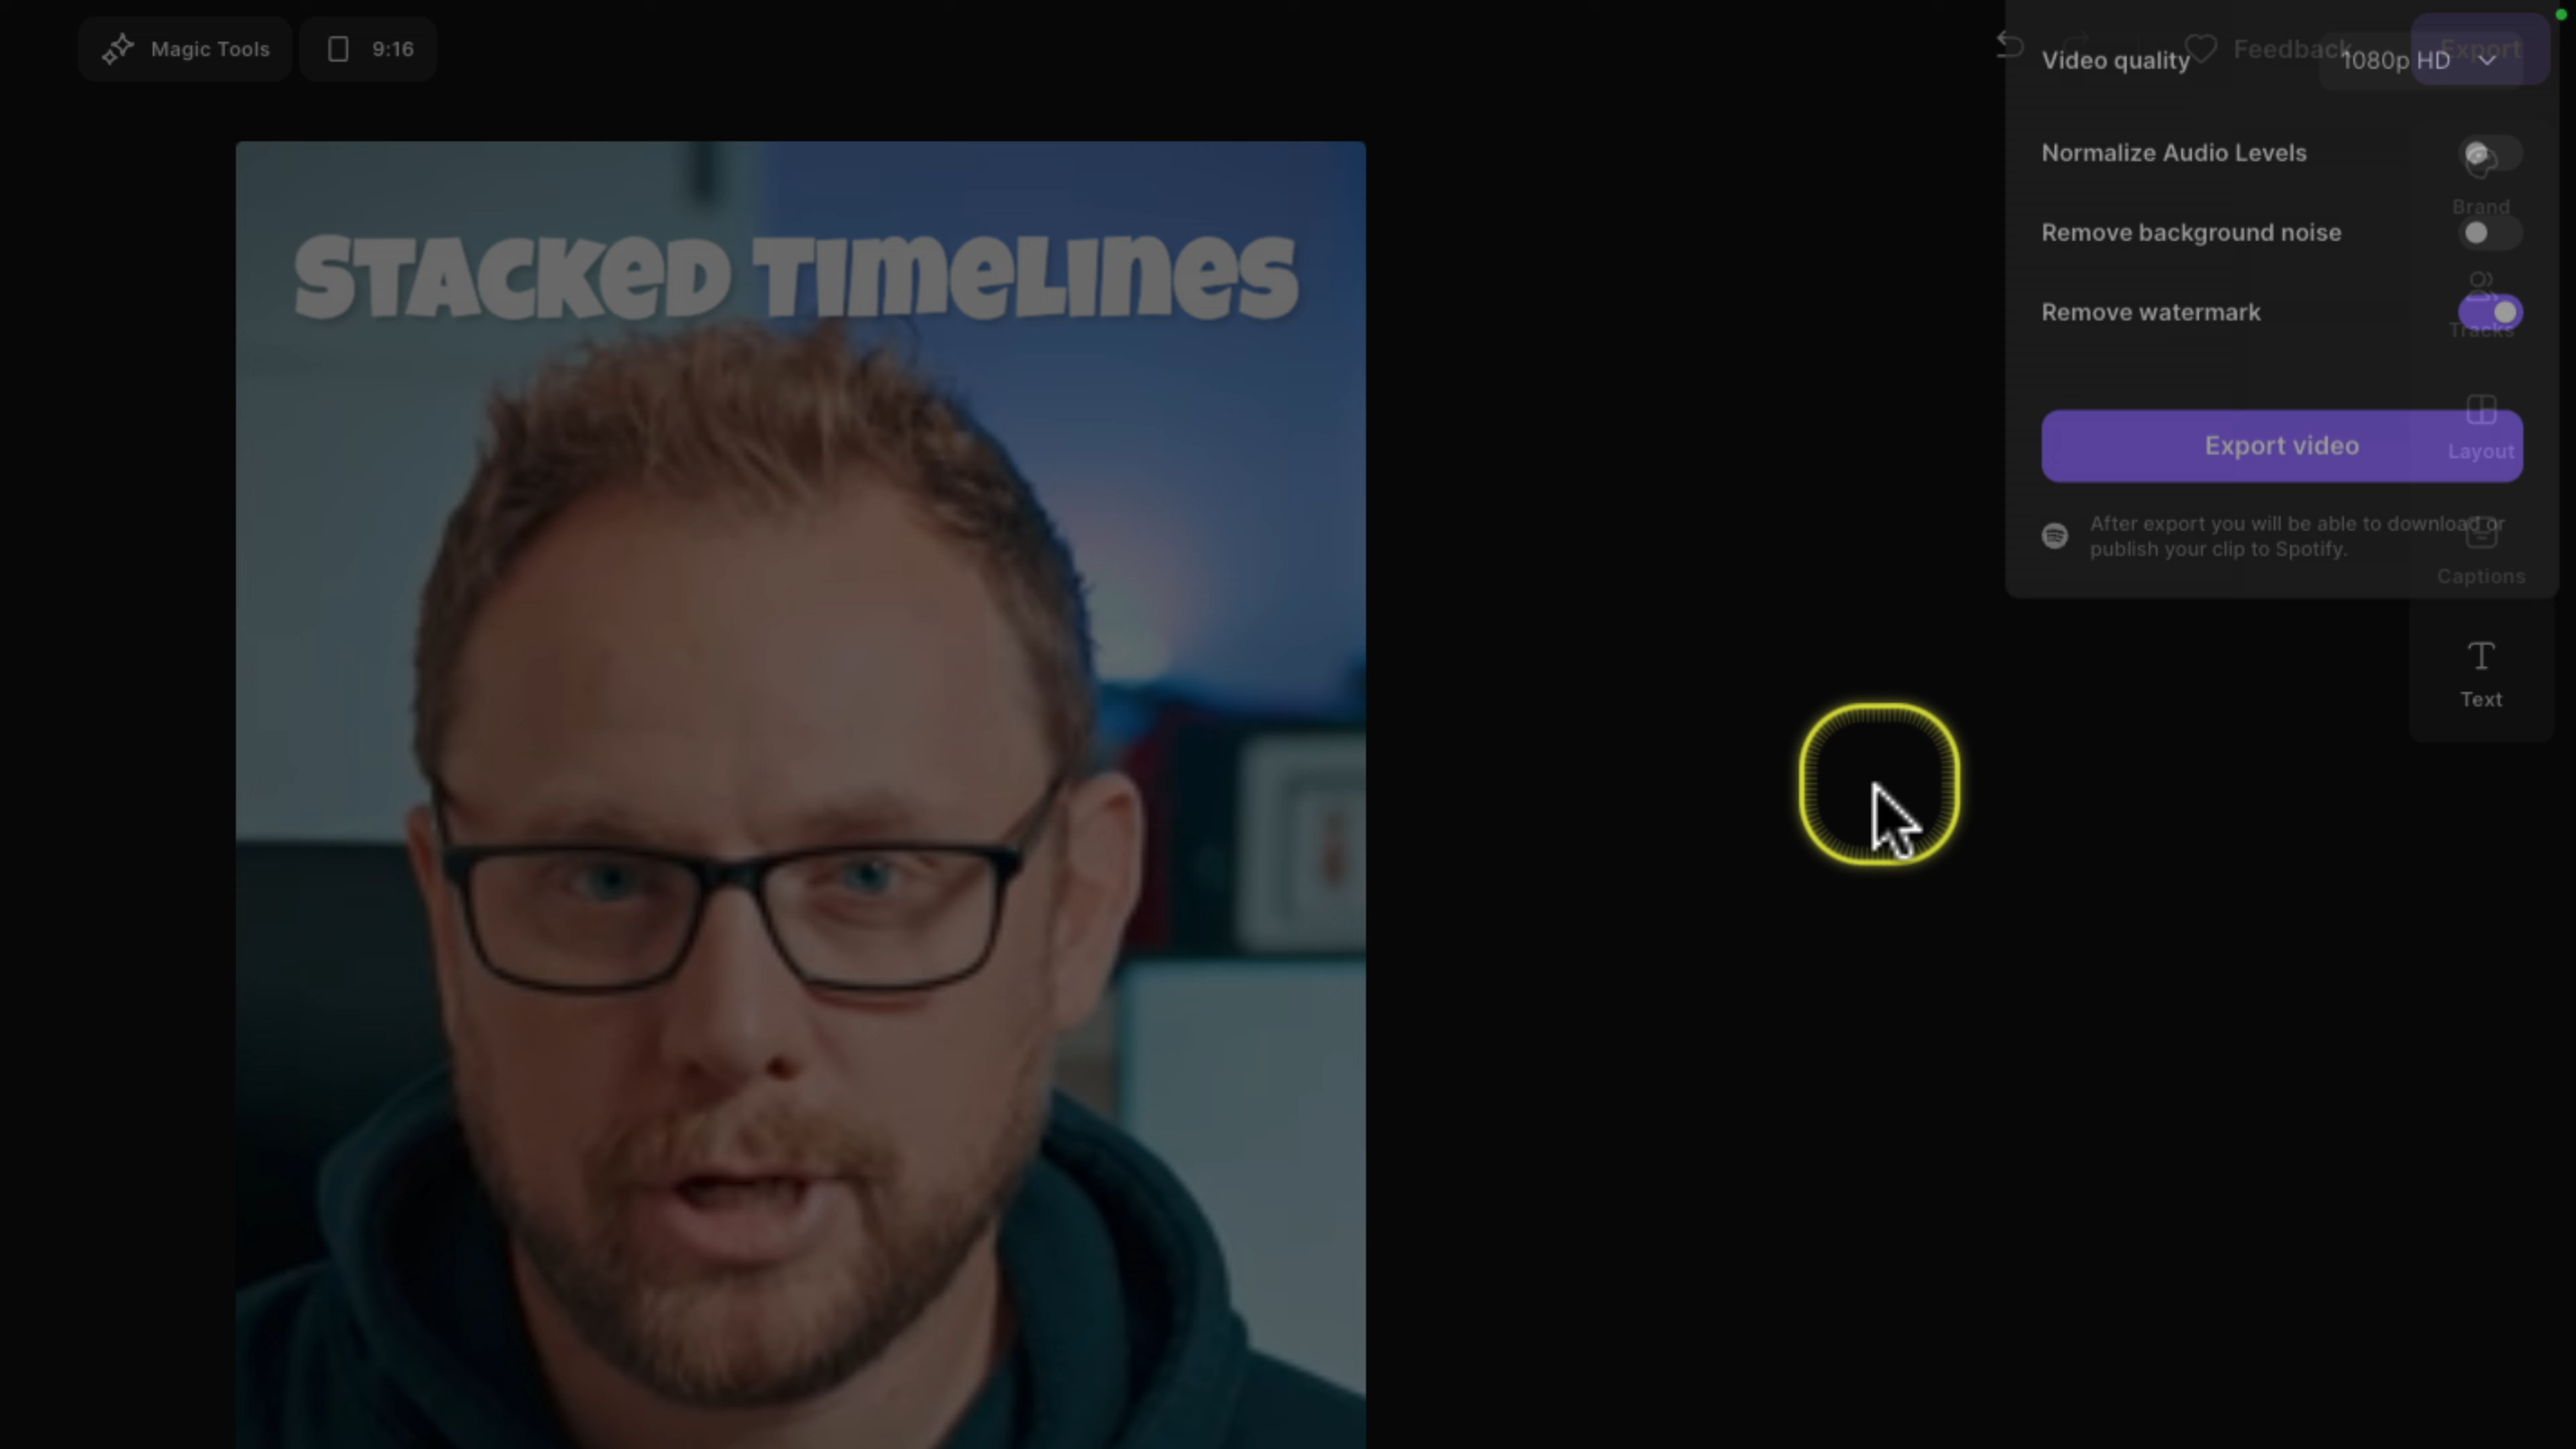 Magic Tools
9:16
Feedback
Export
Video quality
1080p HD
Normalize Audio Levels
Brand
Remove background noise
Remove watermark
Tracks
Export video
Layout
After export you will be able to download or
publish your clip to Spotify.
Captions
Text
STACKED TIMELINES